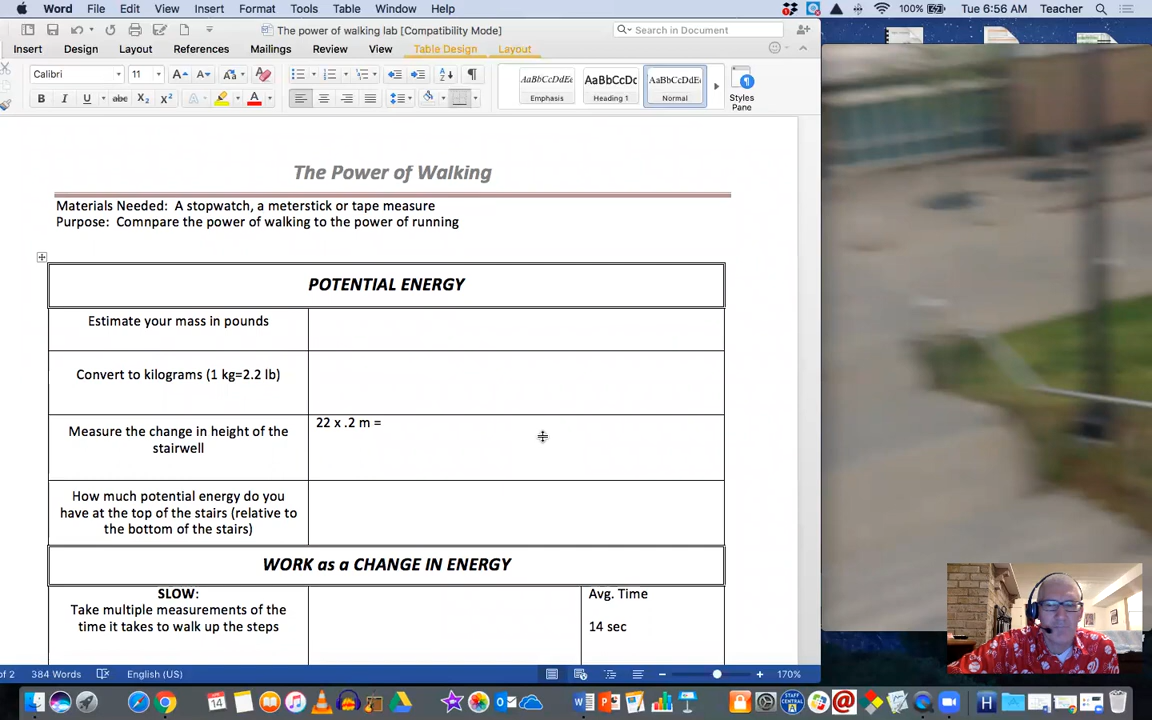 Word File Edit View Insert Format Tools Table Window Help 100% Tue 6:56 AM Teacher
The power of walking lab [Compatibility Mode] Search in Document
Insert Design Layout References Mailings Review View Table Design Layout
Calibri 11 AaBbCcDdEe AaBbCcDc AaBbCcDdEe
Emphasis Heading 1 Normal Styles Pane
The Power of Walking
Materials Needed: A stopwatch, a meterstick or tape measure
Purpose: Comnpare the power of walking to the power of running
POTENTIAL ENERGY
Estimate your mass in pounds
Convert to kilograms (1 kg=2.2 lb)
Measure the change in height of the
stairwell
22 x .2 m =
How much potential energy do you
have at the top of the stairs (relative to
the bottom of the stairs)
WORK as a CHANGE IN ENERGY
SLOW:
Take multiple measurements of the
time it takes to walk up the steps
Avg. Time
14 sec
of 2 384 Words English (US) 170%